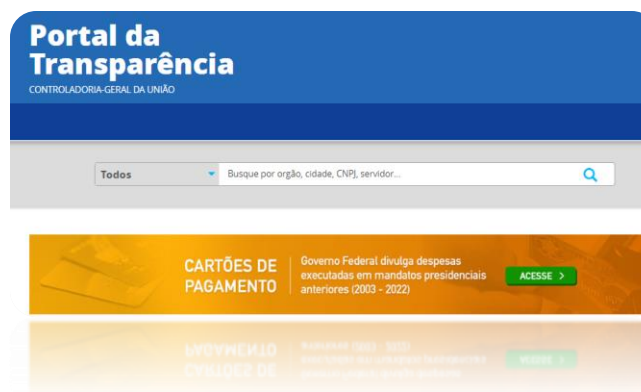 Portal da
Transparência
CONTROLADORIA-GERAL DA UNIÃO
Todos
Busque por orgão, cidade, CNPJ, servidor...
CARTÕES DE
PAGAMENTO
Governo Federal divulga despesas
executadas em mandatos presidenciais
anteriores (2003 - 2022)
ACESSE >